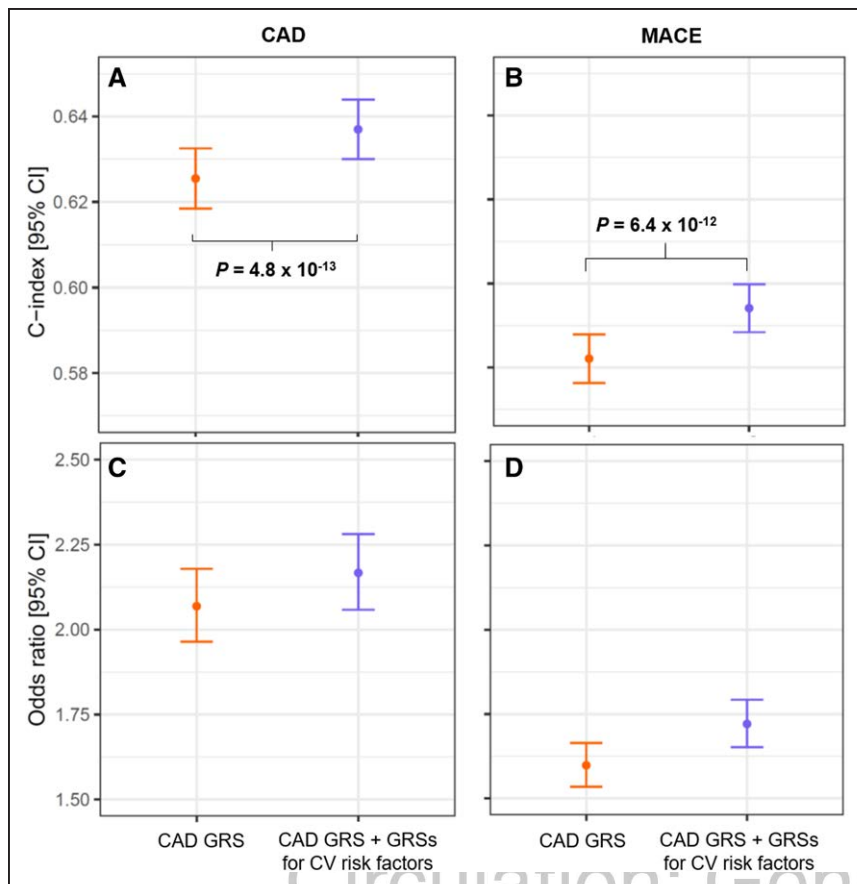 CAD
MACE
A
B
C-index [95% CI]
0.64
0.62
0.60
0.58
P = 4.8 x 10-13
P = 6.4 x 10-12
C
D
Odds ratio [95% CI]
2.50
2.25
2.00
1.75
1.50
CAD GRS
CAD GRS + GRSs
for CV risk factors
CAD GRS
CAD GRS + GRSs
for CV risk factors